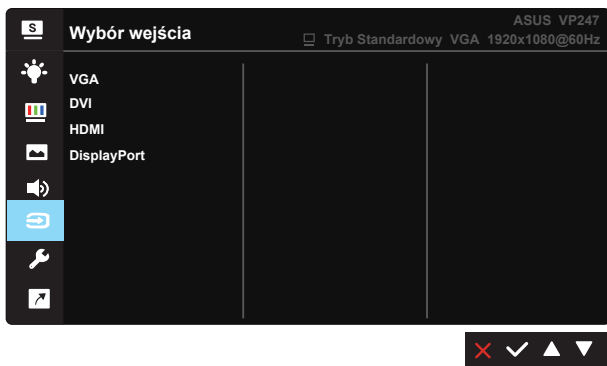 S
Wybór wejścia
ASUS VP247
Tryb Standardowy VGA 1920x1080@60Hz
VGA
DVI
HDMI
DisplayPort